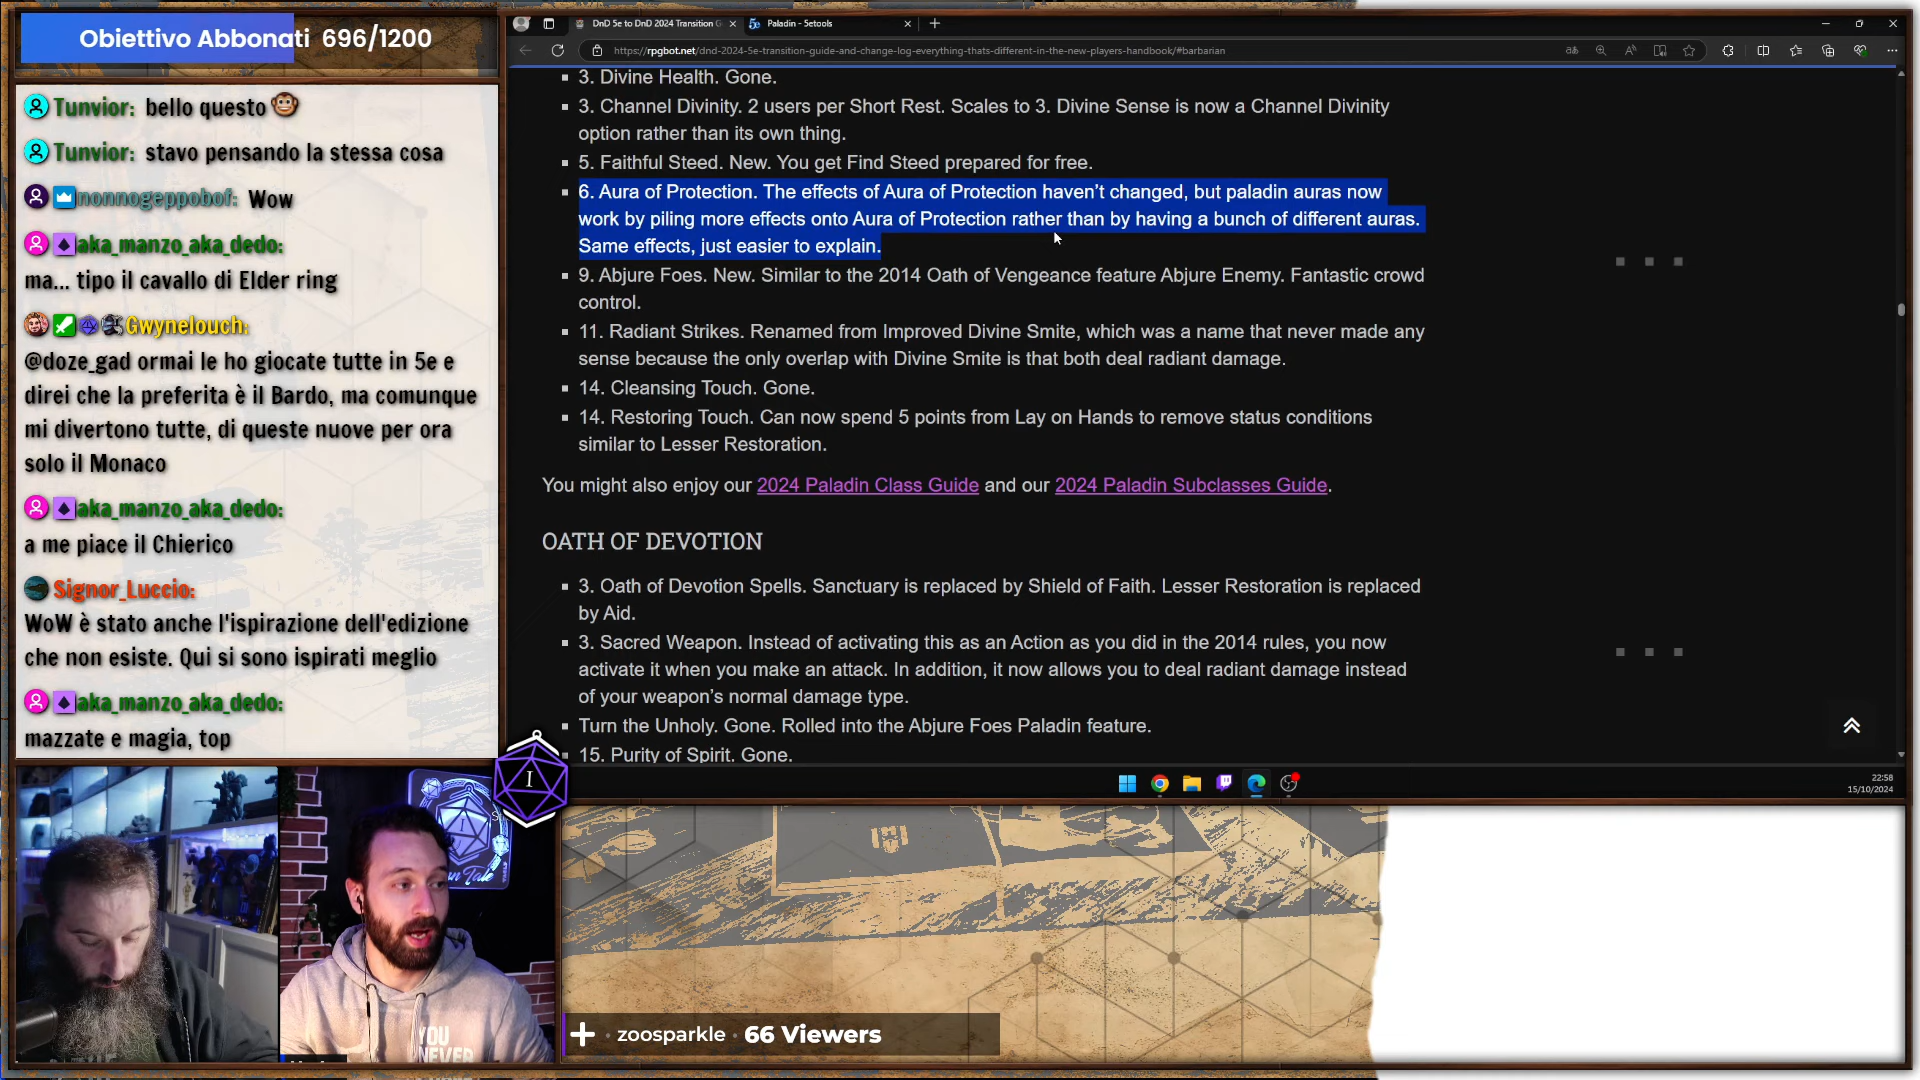 Obiettivo Abbonati 696/1200
Tunvior: bello questo
Tunvior: stavo pensando la stessa cosa
nonnogeppobof: Wow
aka_manzo_aka_dedo:
ma... tipo il cavallo di Elder ring
Gwynelouch:
@doze_gad ormai le ho giocate tutte in 5e e
direi che la preferita è il Bardo, ma comunque
mi divertono tutte, di queste nuove per ora
solo il Monaco
aka_manzo_aka_dedo:
a me piace il Chierico
Signor_Luccio:
WoW è stato anche l'ispirazione dell'edizione
che non esiste. Qui si sono ispirati meglio
aka_manzo_aka_dedo:
mazzate e magia, top
DnD 5e to DnD 2024 Transition G
Paladin - 5etools
https://rpgbot.net/dnd-2024-5e-transition-guide-and-change-log-everything-thats-different-in-the-new-players-handbook/#barbarian
3. Divine Health. Gone.
3. Channel Divinity. 2 users per Short Rest. Scales to 3. Divine Sense is now a Channel Divinity
option rather than its own thing.
5. Faithful Steed. New. You get Find Steed prepared for free.
6. Aura of Protection. The effects of Aura of Protection haven't changed, but paladin auras now
work by piling more effects onto Aura of Protection rather than by having a bunch of different auras.
Same effects, just easier to explain.
9. Abjure Foes. New. Similar to the 2014 Oath of Vengeance feature Abjure Enemy. Fantastic crowd
control.
11. Radiant Strikes. Renamed from Improved Divine Smite, which was a name that never made any
sense because the only overlap with Divine Smite is that both deal radiant damage.
14. Cleansing Touch. Gone.
14. Restoring Touch. Can now spend 5 points from Lay on Hands to remove status conditions
similar to Lesser Restoration.
You might also enjoy our 2024 Paladin Class Guide and our 2024 Paladin Subclasses Guide.
OATH OF DEVOTION
3. Oath of Devotion Spells. Sanctuary is replaced by Shield of Faith. Lesser Restoration is replaced
by Aid.
3. Sacred Weapon. Instead of activating this as an Action as you did in the 2014 rules, you now
activate it when you make an attack. In addition, it now allows you to deal radiant damage instead
of your weapon's normal damage type.
Turn the Unholy. Gone. Rolled into the Abjure Foes Paladin feature.
15. Purity of Spirit. Gone.
22:58
15/10/2024
I
YOU
NEVER
+ · zoosparkle · 66 Viewers